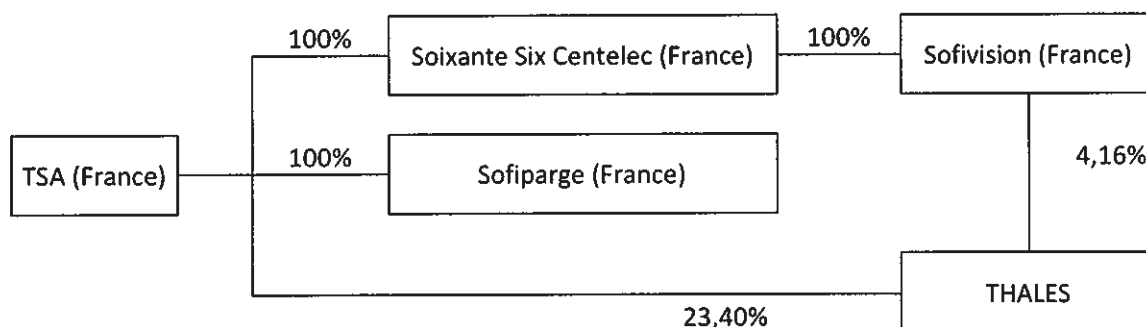 100%
Soixante Six Centelec (France)
100%
Sofivision (France)
TSA (France)
100%
Sofiparge (France)
4,16%
THALES
23,40%